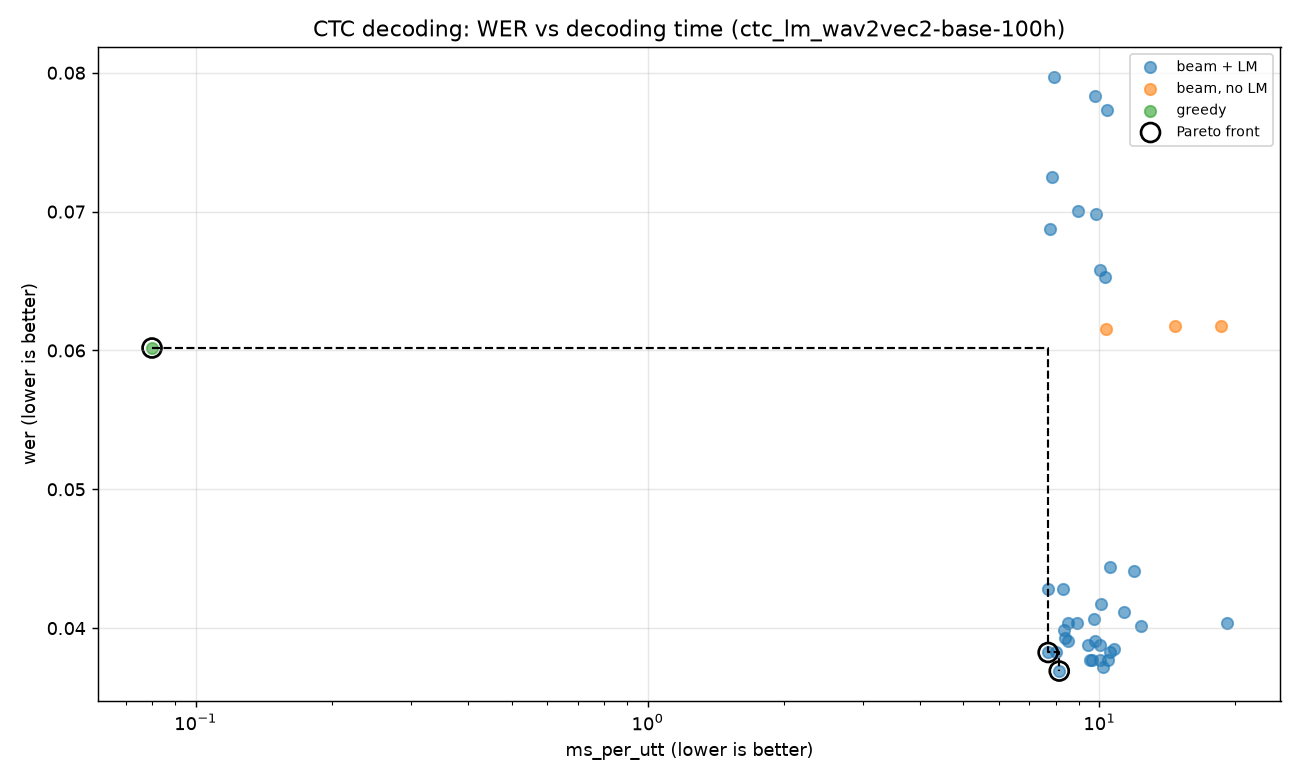 CTC decoding: WER vs decoding time (ctc_lm_wav2vec2-base-100h)
beam + LM
beam, no LM
greedy
Pareto front
wer (lower is better)
0.08
0.07
0.06
0.05
0.04
10⁻¹
10⁰
10¹
ms_per_utt (lower is better)